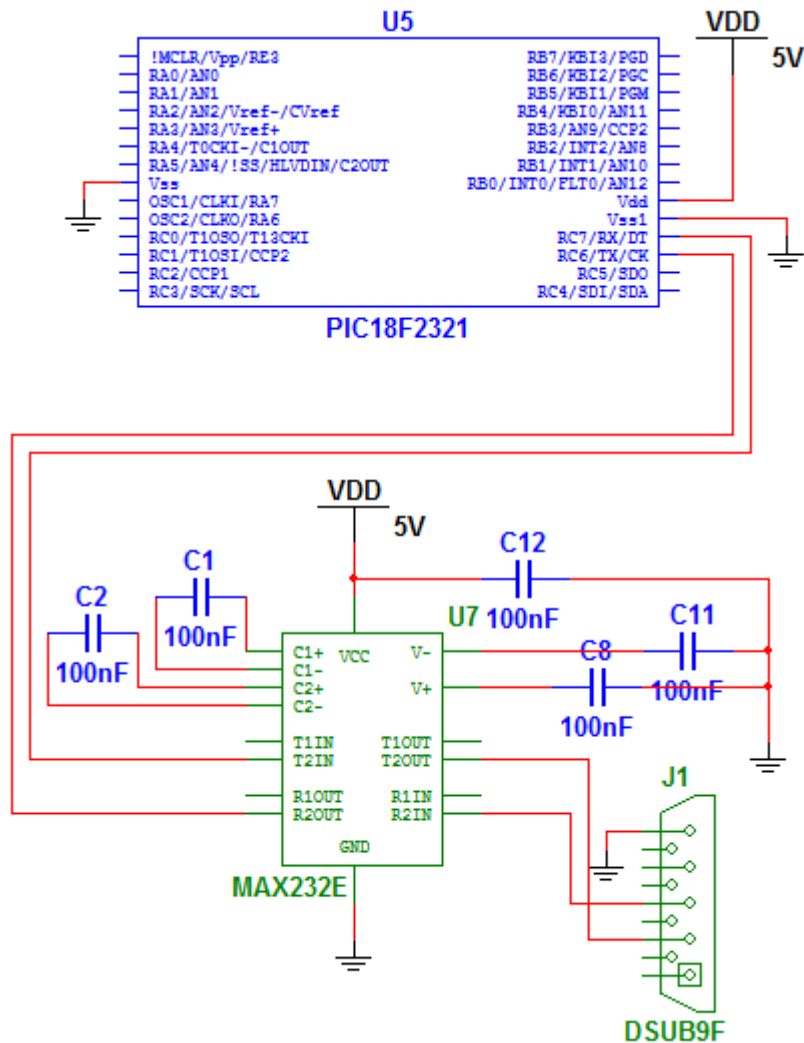 U5
VDD
5V
!MCLR/Vpp/RE3
RA0/AN0
RA1/AN1
RA2/AN2/Vref-/CVref
RA3/AN3/Vref+
RA4/T0CKI-/C1OUT
RA5/AN4/!SS/HLVDIN/C2OUT
Vss
OSC1/CLKI/RA7
OSC2/CLKO/RA6
RC0/T1OSO/T13CKI
RC1/T1OSI/CCP2
RC2/CCP1
RC3/SCK/SCL
RB7/KBI3/PGD
RB6/KBI2/PGC
RB5/KBI1/PGM
RB4/KBI0/AN11
RB3/AN9/CCP2
RB2/INT2/AN8
RB1/INT1/AN10
RB0/INT0/FLT0/AN12
Vdd
Vss1
RC7/RX/DT
RC6/TX/CK
RC5/SDO
RC4/SDI/SDA
PIC18F2321
VDD
5V
C12
100nF
C1
100nF
C2
100nF
U7
C11
100nF
C8
100nF
C1+
C1-
C2+
C2-
VCC
V-
V+
T1IN
T2IN
T1OUT
T2OUT
R1OUT
R2OUT
R1IN
R2IN
GND
MAX232E
J1
DSUB9F